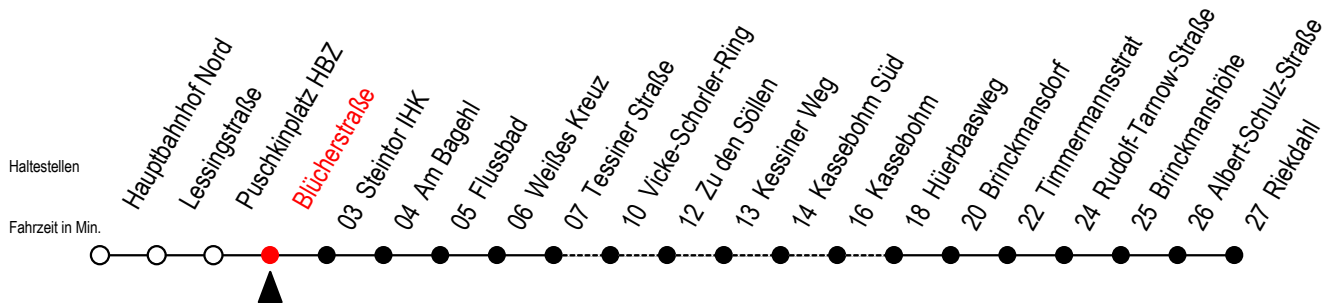 Haltestellen
Fahrzeit in Min.
Hauptbahnhof Nord
Lessingstraße
Puschkinplatz HBZ
Blücherstraße
03 Steintor IHK
04 Am Bagehl
05 Flussbad
06 Weißes Kreuz
07 Tessiner Straße
10 Vicke-Schorler-Ring
12 Zu den Söllen
13 Kessiner Weg
14 Kassebohm Süd
16 Kassebohm
18 Hüerbaasweg
20 Brinckmansdorf
22 Timmermannsstrat
24 Rudolf-Tarnow-Straße
25 Brinckmanshöhe
26 Albert-Schulz-Straße
27 Riekdahl